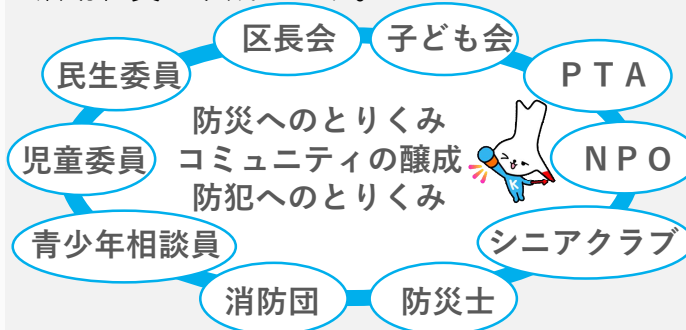 区長会
子ども会
民生委員
ＰＴＡ
防災へのとりくみ
児童委員
コミュニティの醸成
ＮＰＯ
防犯へのとりくみ
K
青少年相談員
シニアクラブ
消防団
防災士